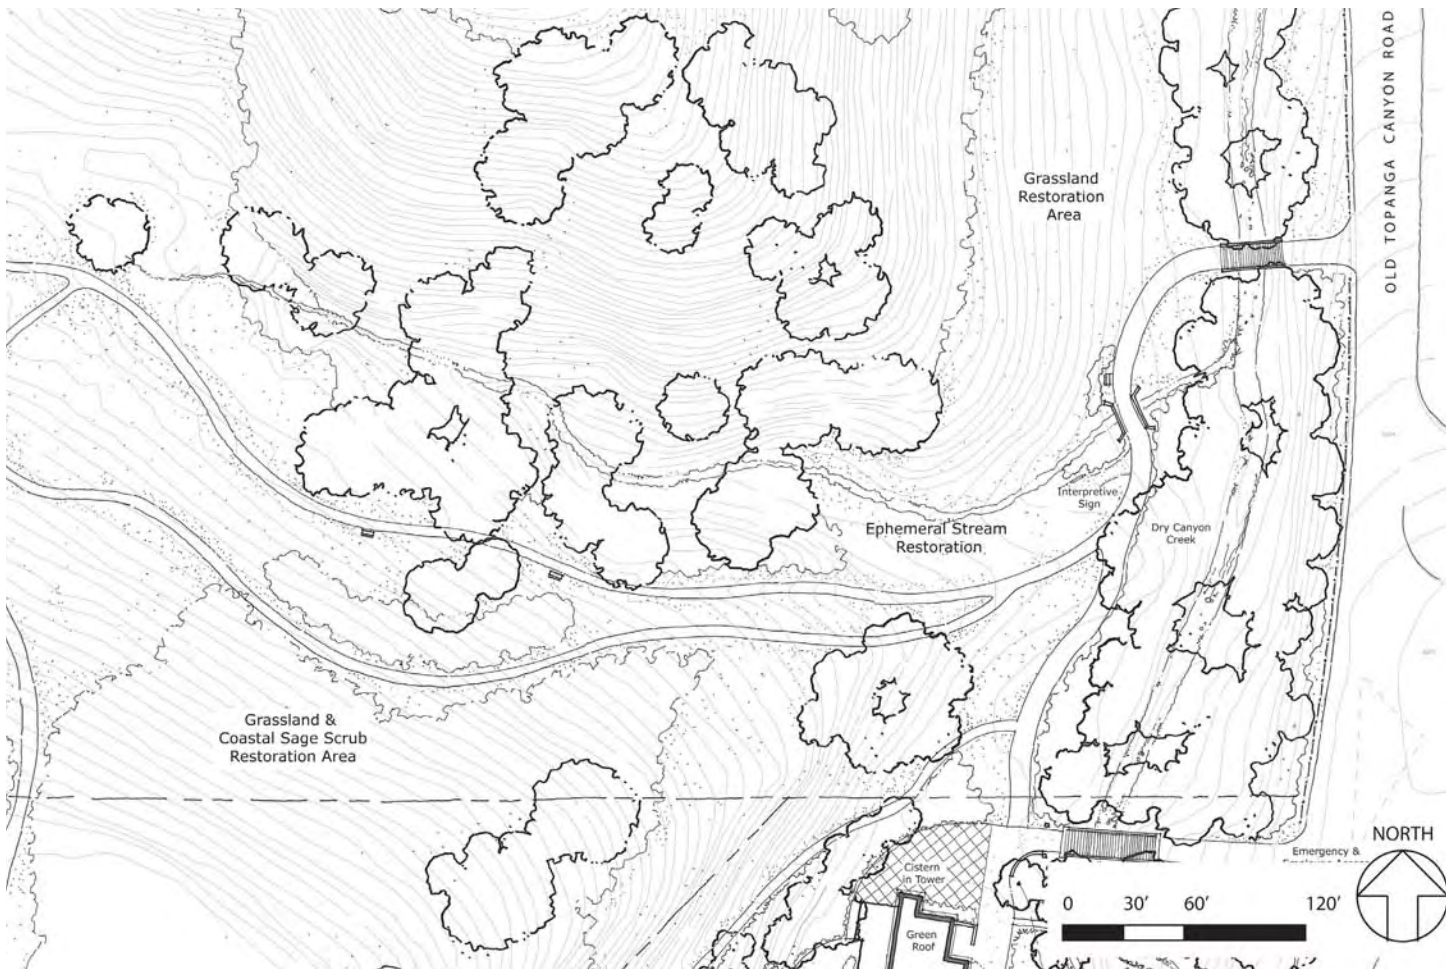 OLD TOPANGA CANYON ROAD
Grassland
Restoration
Area
Interpretive
Sign
Ephemeral Stream
Restoration
Dry Canyon
Creek
Grassland &
Coastal Sage Scrub
Restoration Area
NORTH
Emergency &
Cistern
in Tower
0 30′ 60′ 120′
Green
Roof